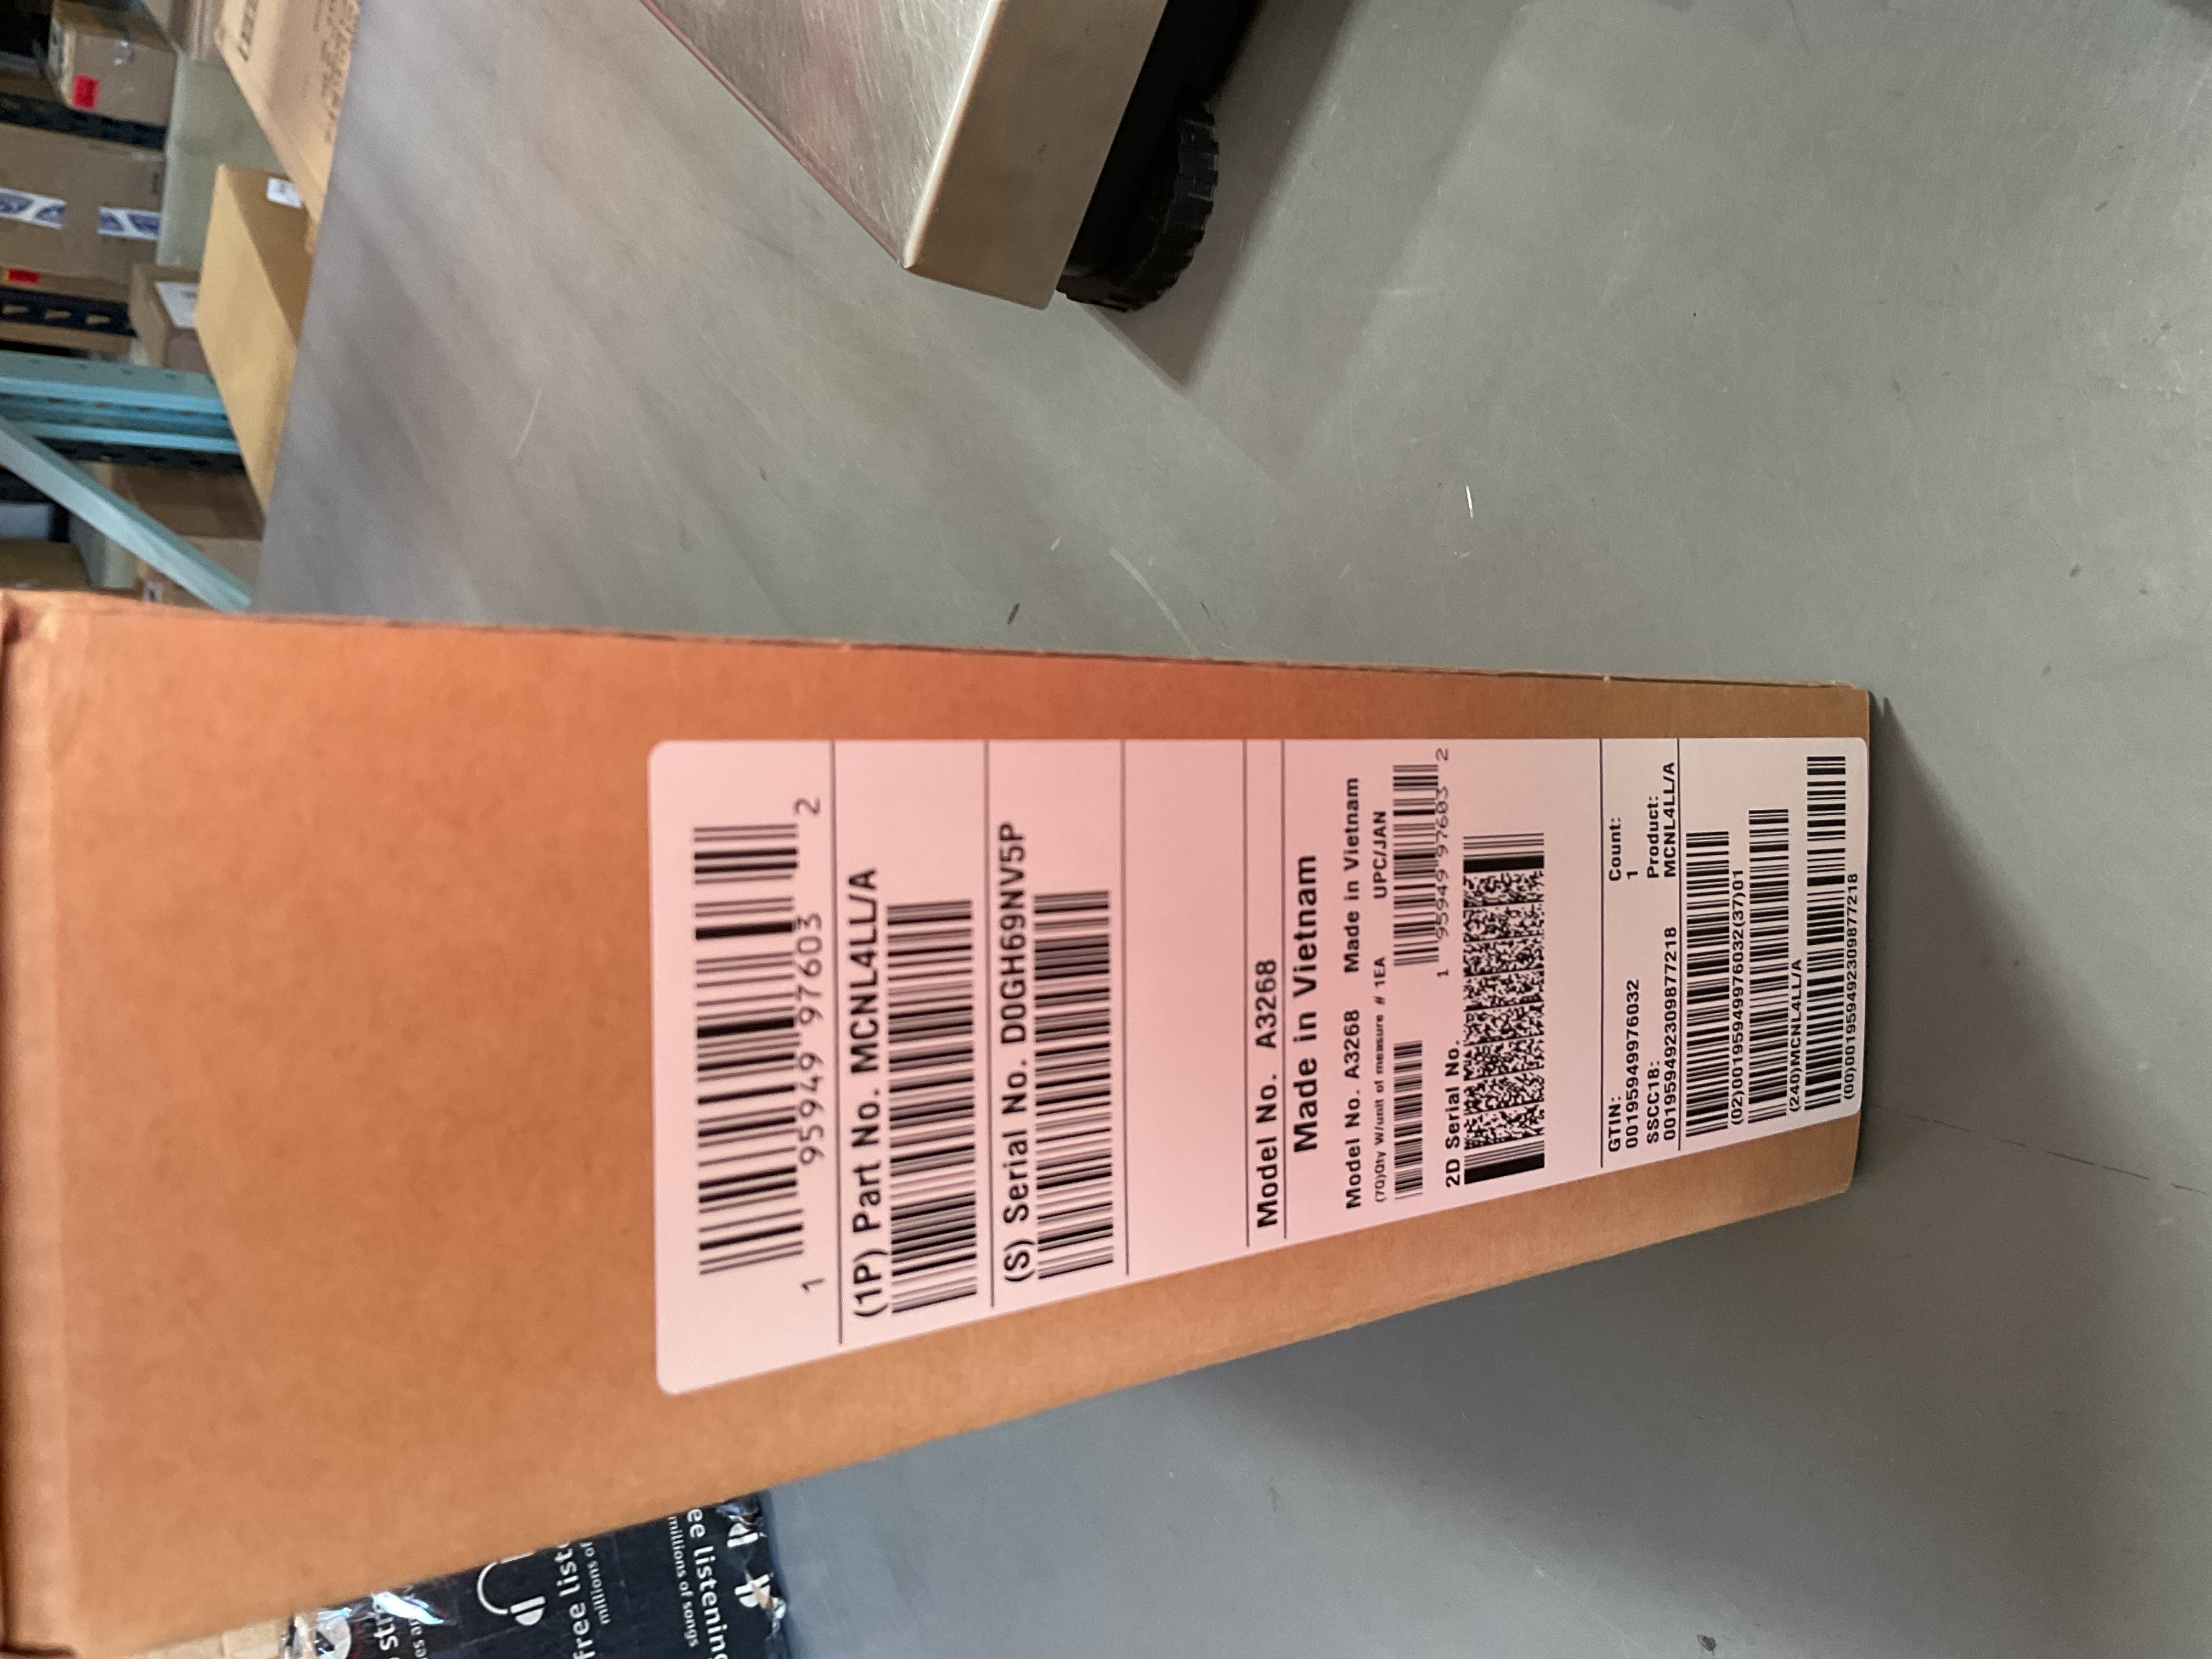 1 95949 97603 2
(1P) Part No. MCNL4LL/A
(S) Serial No. D0GH69NV5P
Model No. A3268
Made in Vietnam
Model No. A3268 Made in Vietnam
(7Q)Qty W/unit of measure # 1EA UPC/JAN
1 95949 97603 2
2D Serial No.
GTIN: Count:
00195949976032 1
SSCC18: Product:
001959492309877218 MCNL4LL/A
(02)00195949976032(37)01
(240)MCNL4LL/A
(00)001959492309877218
free list
millions o
ee listening
millions of songs